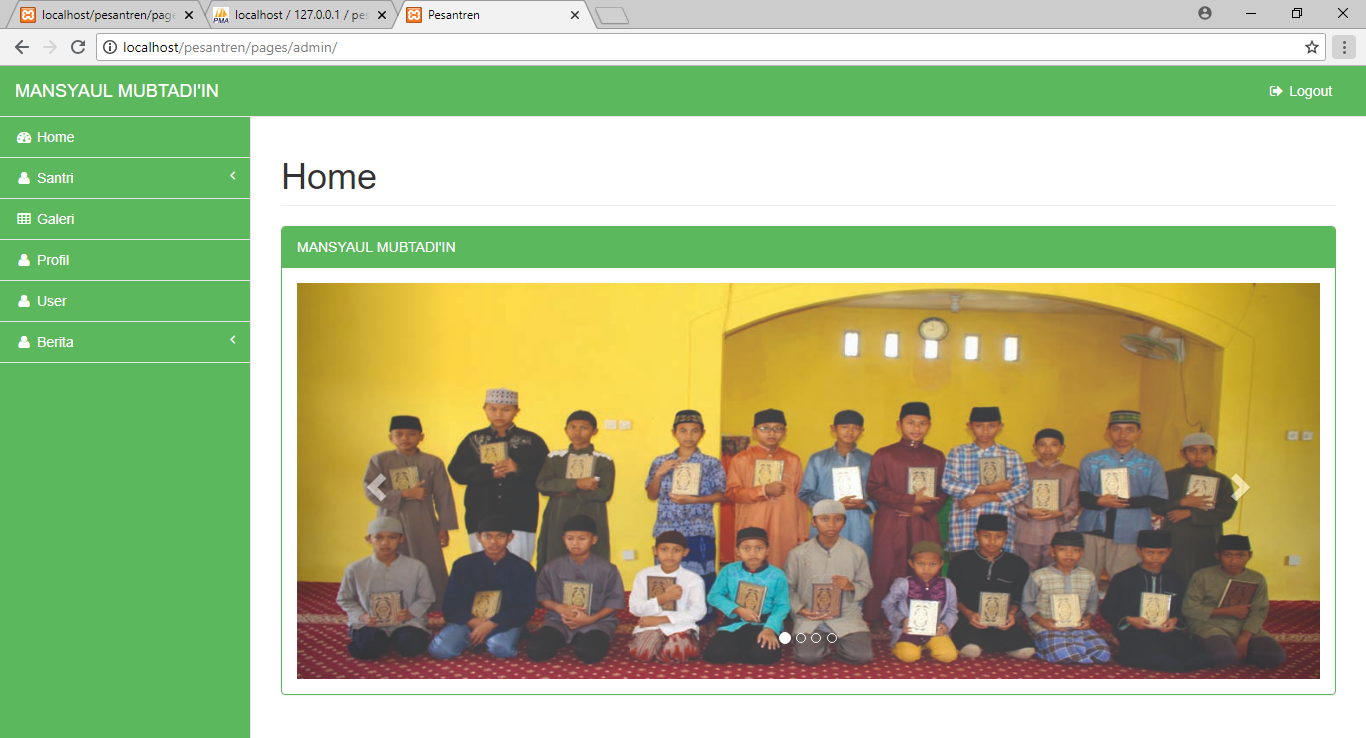 localhost/pesantren/page
localhost / 127.0.0.1 / pes
Pesantren
localhost/pesantren/pages/admin/
MANSYAUL MUBTADI'IN
Logout
Home
Santri
Galeri
Profil
User
Berita
Home
MANSYAUL MUBTADI'IN